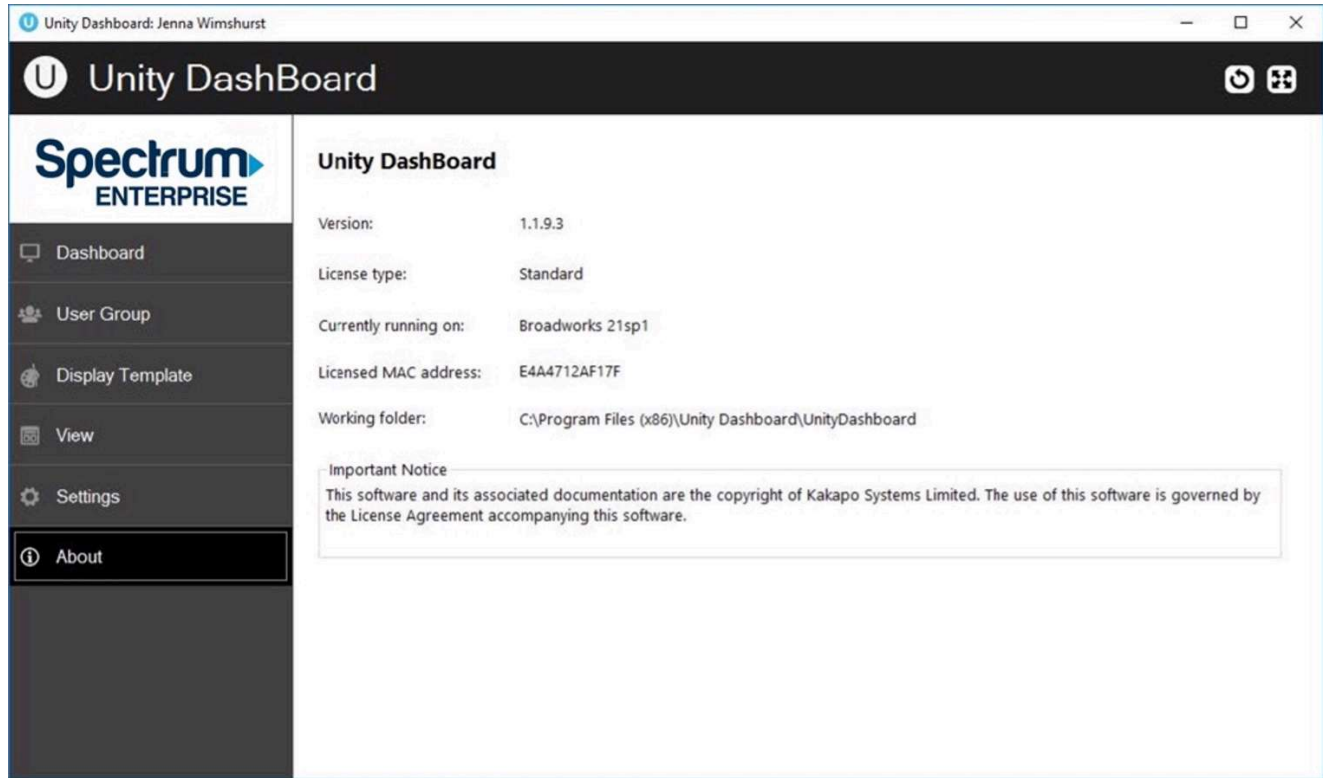 Unity Dashboard: Jenna Wimshurst
U Unity DashBoard
Spectrum
ENTERPRISE
Dashboard
User Group
Display Template
View
Settings
About
Unity DashBoard
Version: 1.1.9.3
License type: Standard
Currently running on: Broadworks 21sp1
Licensed MAC address: E4A4712AF17F
Working folder: C:\Program Files (x86)\Unity Dashboard\UnityDashboard
Important Notice
This software and its associated documentation are the copyright of Kakapo Systems Limited. The use of this software is governed by
the License Agreement accompanying this software.